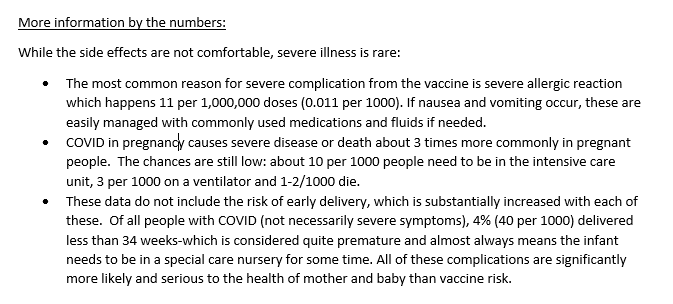 More information by the numbers:
While the side effects are not comfortable, severe illness is rare:
• The most common reason for severe complication from the vaccine is severe allergic reaction
which happens 11 per 1,000,000 doses (0.011 per 1000). If nausea and vomiting occur, these are
easily managed with commonly used medications and fluids if needed.
• COVID in pregnancy causes severe disease or death about 3 times more commonly in pregnant
people.  The chances are still low: about 10 per 1000 people need to be in the intensive care
unit, 3 per 1000 on a ventilator and 1-2/1000 die.
• These data do not include the risk of early delivery, which is substantially increased with each of
these.  Of all people with COVID (not necessarily severe symptoms), 4% (40 per 1000) delivered
less than 34 weeks-which is considered quite premature and almost always means the infant
needs to be in a special care nursery for some time. All of these complications are significantly
more likely and serious to the health of mother and baby than vaccine risk.